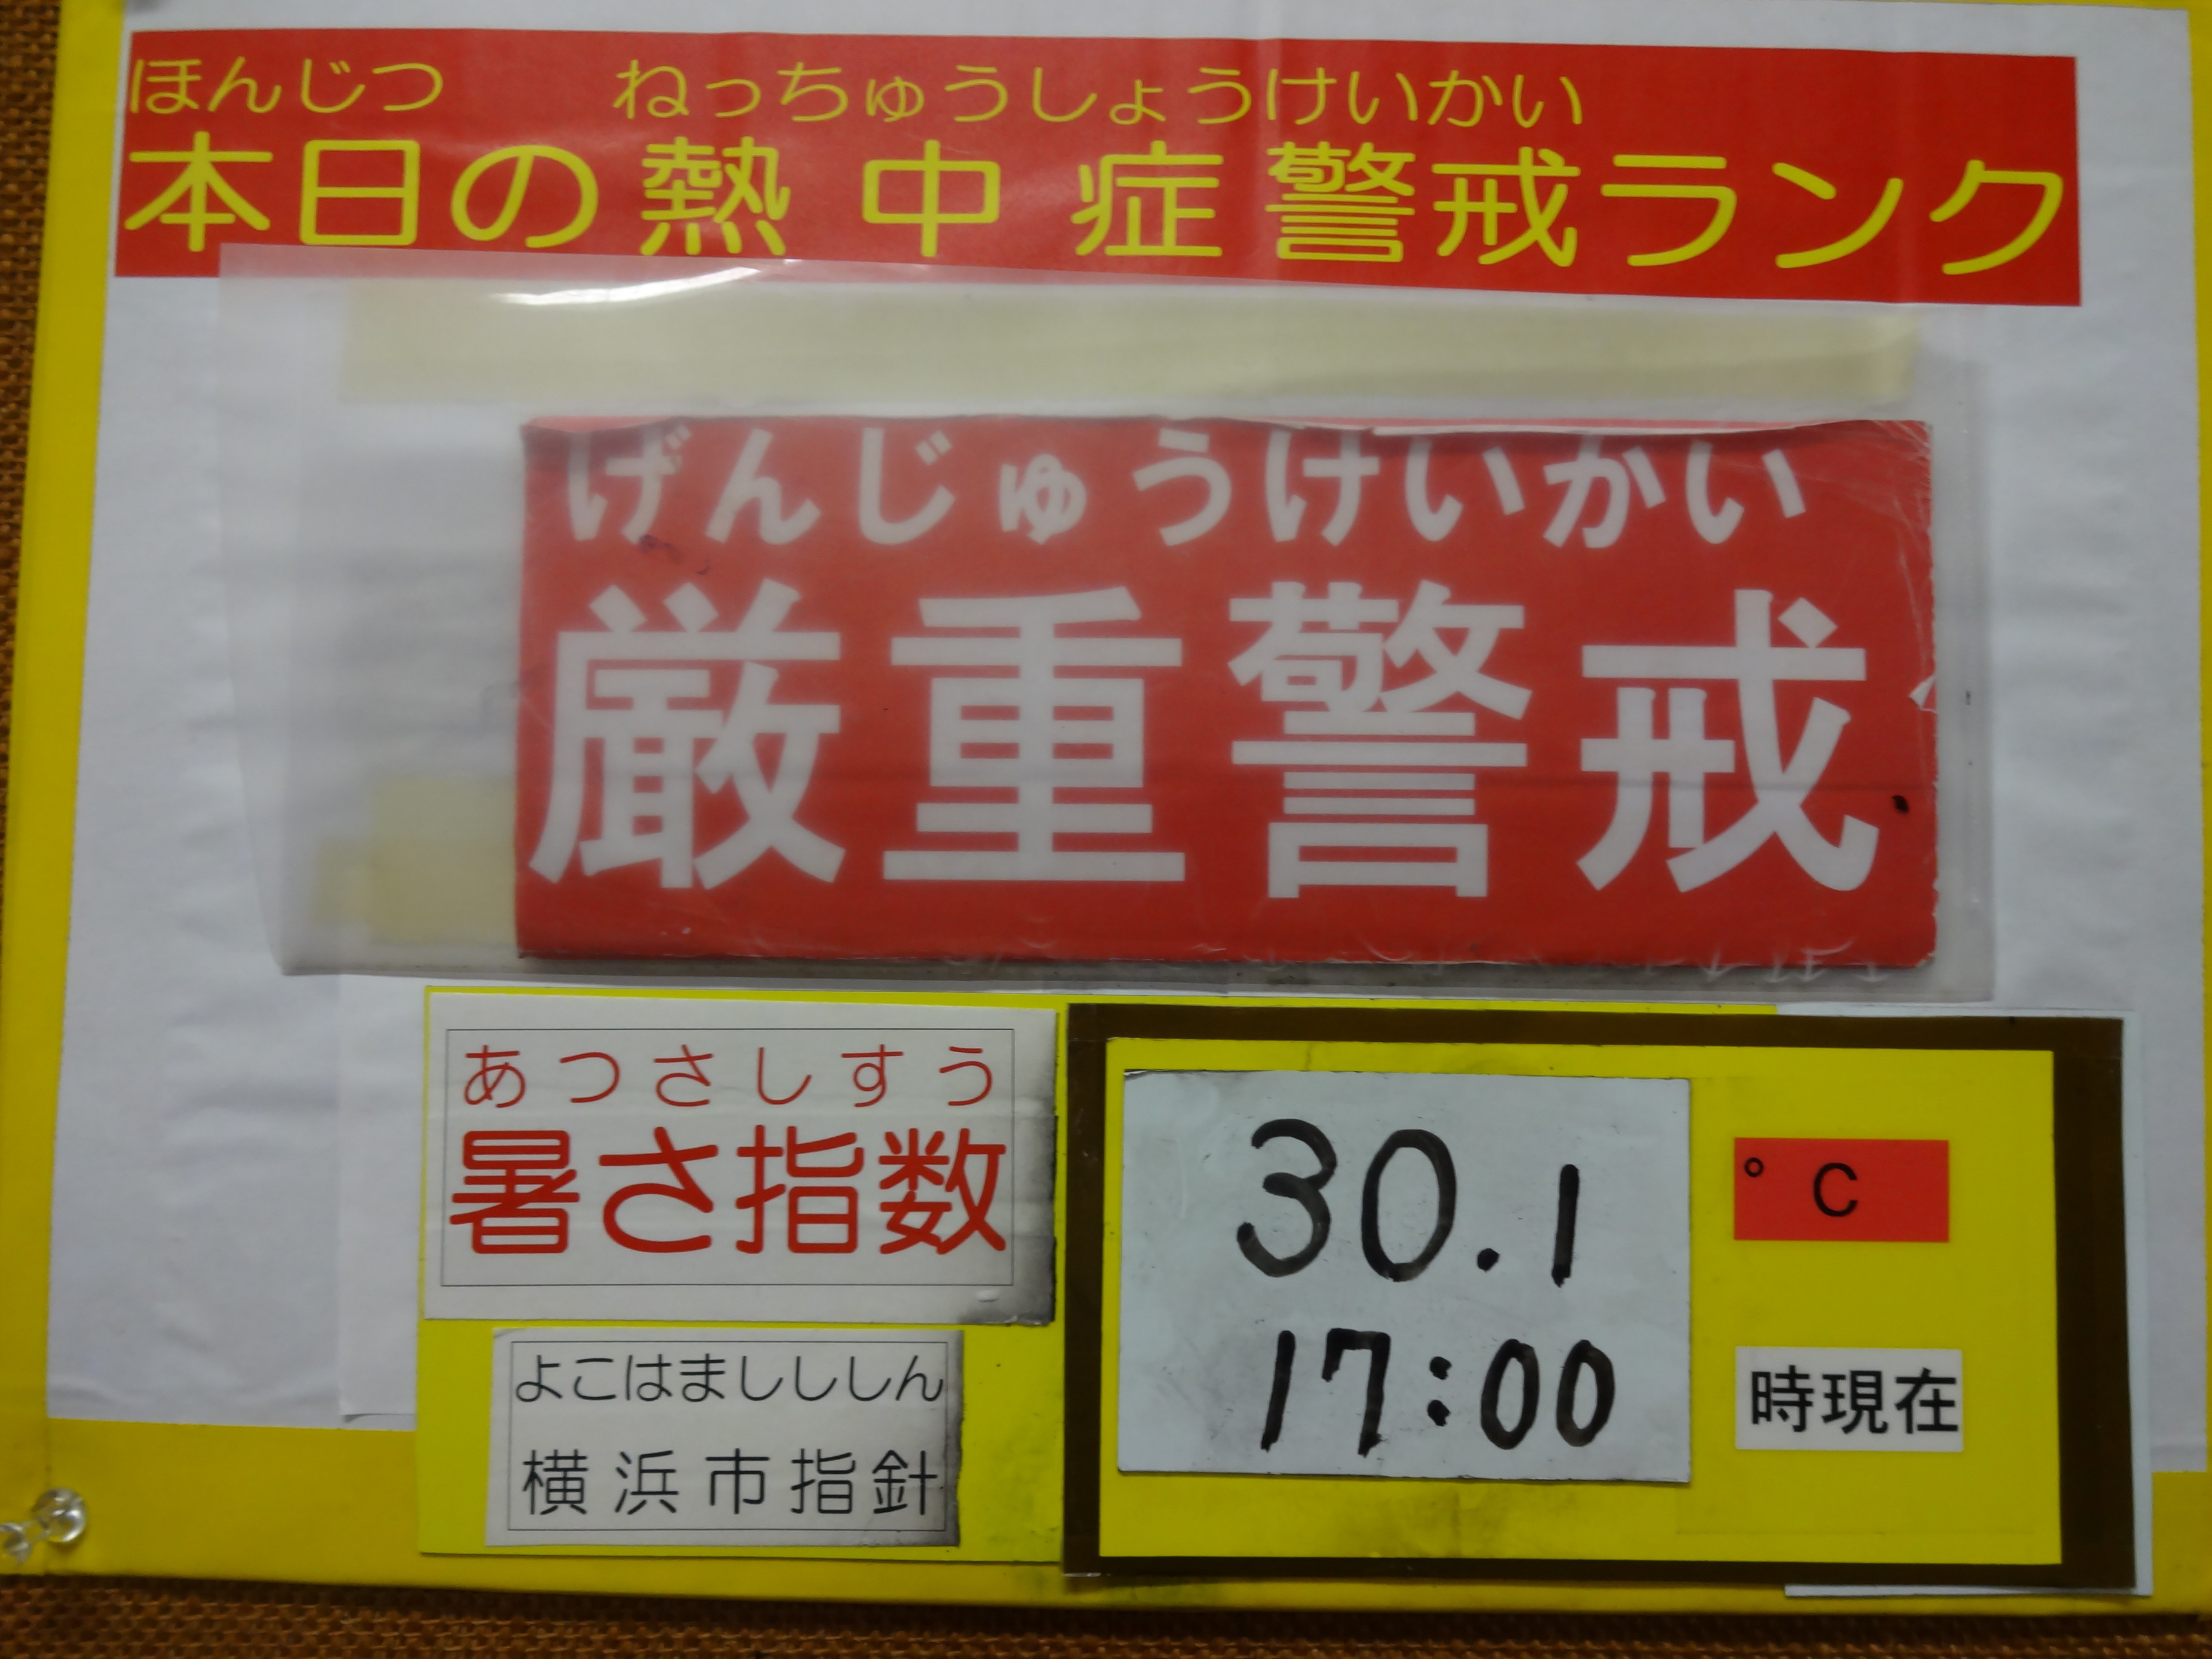 ほんじつ ねっちゅうしょうけいかい
本日の熱中症警戒ランク
げんじゅうけいかい
厳重警戒
あつさしすう
暑さ指数
よこはましししん
横浜市指針
30.1
°C
17:00
時現在